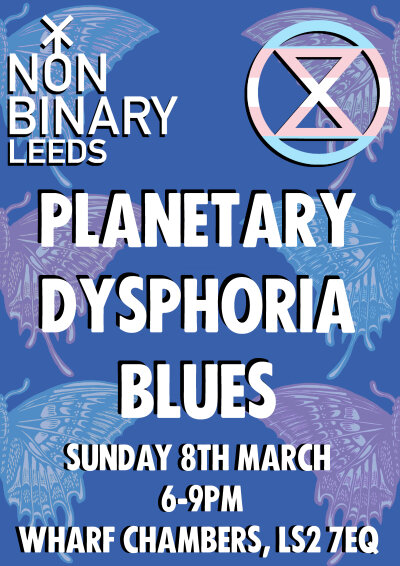 NON
BINARY
LEEDS
PLANETARY
DYSPHORIA
BLUES
SUNDAY 8TH MARCH
6-9PM
WHARF CHAMBERS, LS2 7EQ